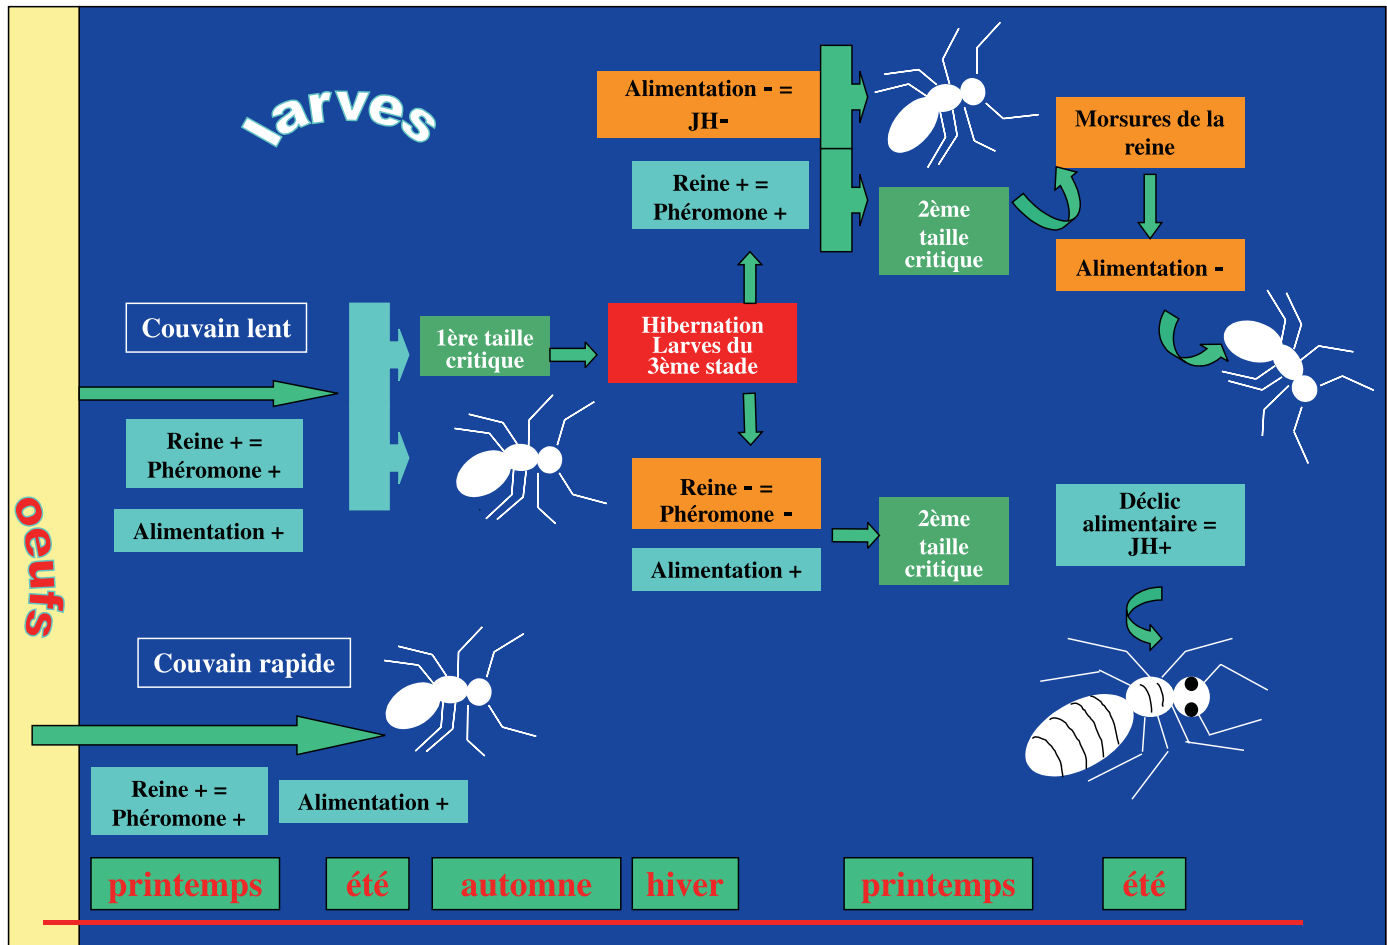 larves
Alimentation - =
JH-
Reine + =
Phéromone +
2ème
taille
critique
Morsures de la
reine
Alimentation -
Couvain lent
1ère taille
critique
Hibernation
Larves du
3ème stade
Reine + =
Phéromone +
Alimentation +
Reine - =
Phéromone -
Alimentation +
2ème
taille
critique
Déclic
alimentaire =
JH+
oeufs
Couvain rapide
Reine + =
Phéromone +
Alimentation +
printemps
été
automne
hiver
printemps
été